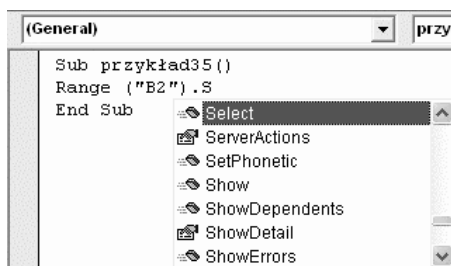 (General)
przy
Sub przykład35()
Range ("B2").S
End Sub
Select
ServerActions
SetPhonetic
Show
ShowDependents
ShowDetail
ShowErrors